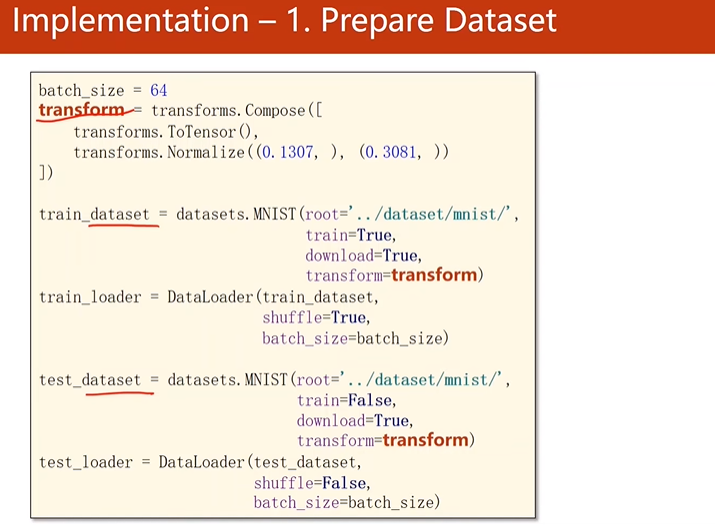 Implementation – 1. Prepare Dataset
batch_size = 64
transform = transforms.Compose([
    transforms.ToTensor(),
    transforms.Normalize((0.1307, ), (0.3081, ))
])
train_dataset = datasets.MNIST(root='../dataset/mnist/',
                               train=True,
                               download=True,
                               transform=transform)
train_loader = DataLoader(train_dataset,
                          shuffle=True,
                          batch_size=batch_size)
test_dataset = datasets.MNIST(root='../dataset/mnist/',
                              train=False,
                              download=True,
                              transform=transform)
test_loader = DataLoader(test_dataset,
                         shuffle=False,
                         batch_size=batch_size)